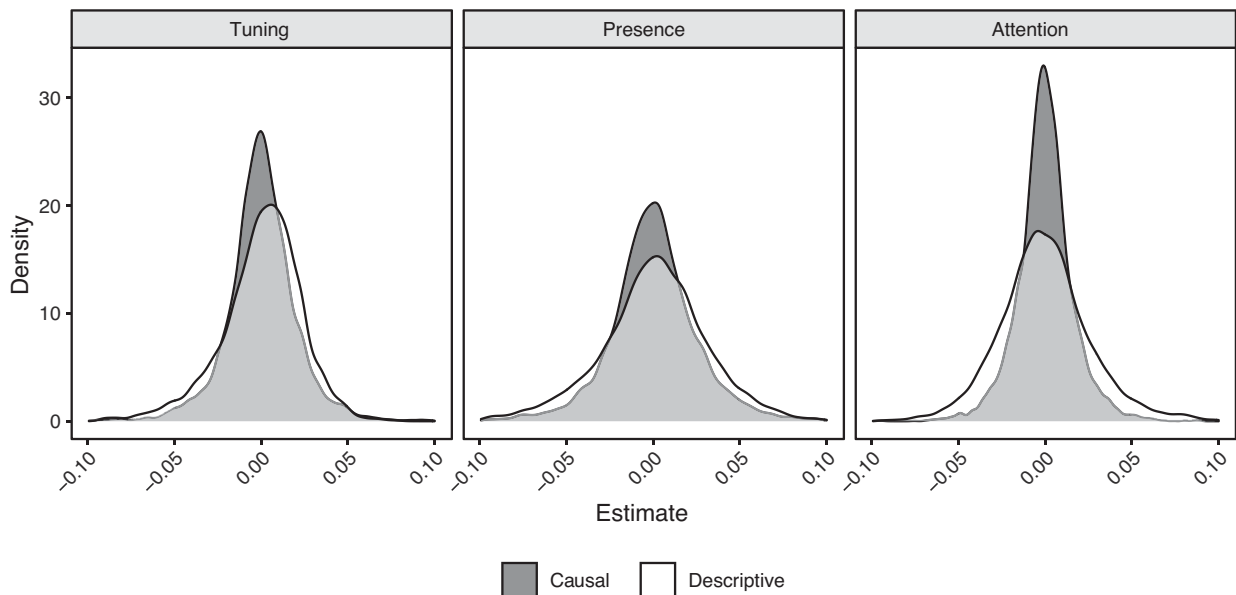 Tuning Presence Attention
30
20
10
0
Density
−0.10 −0.05 0.00 0.05 0.10 −0.10 −0.05 0.00 0.05 0.10 −0.10 −0.05 0.00 0.05 0.10
Estimate
Causal Descriptive